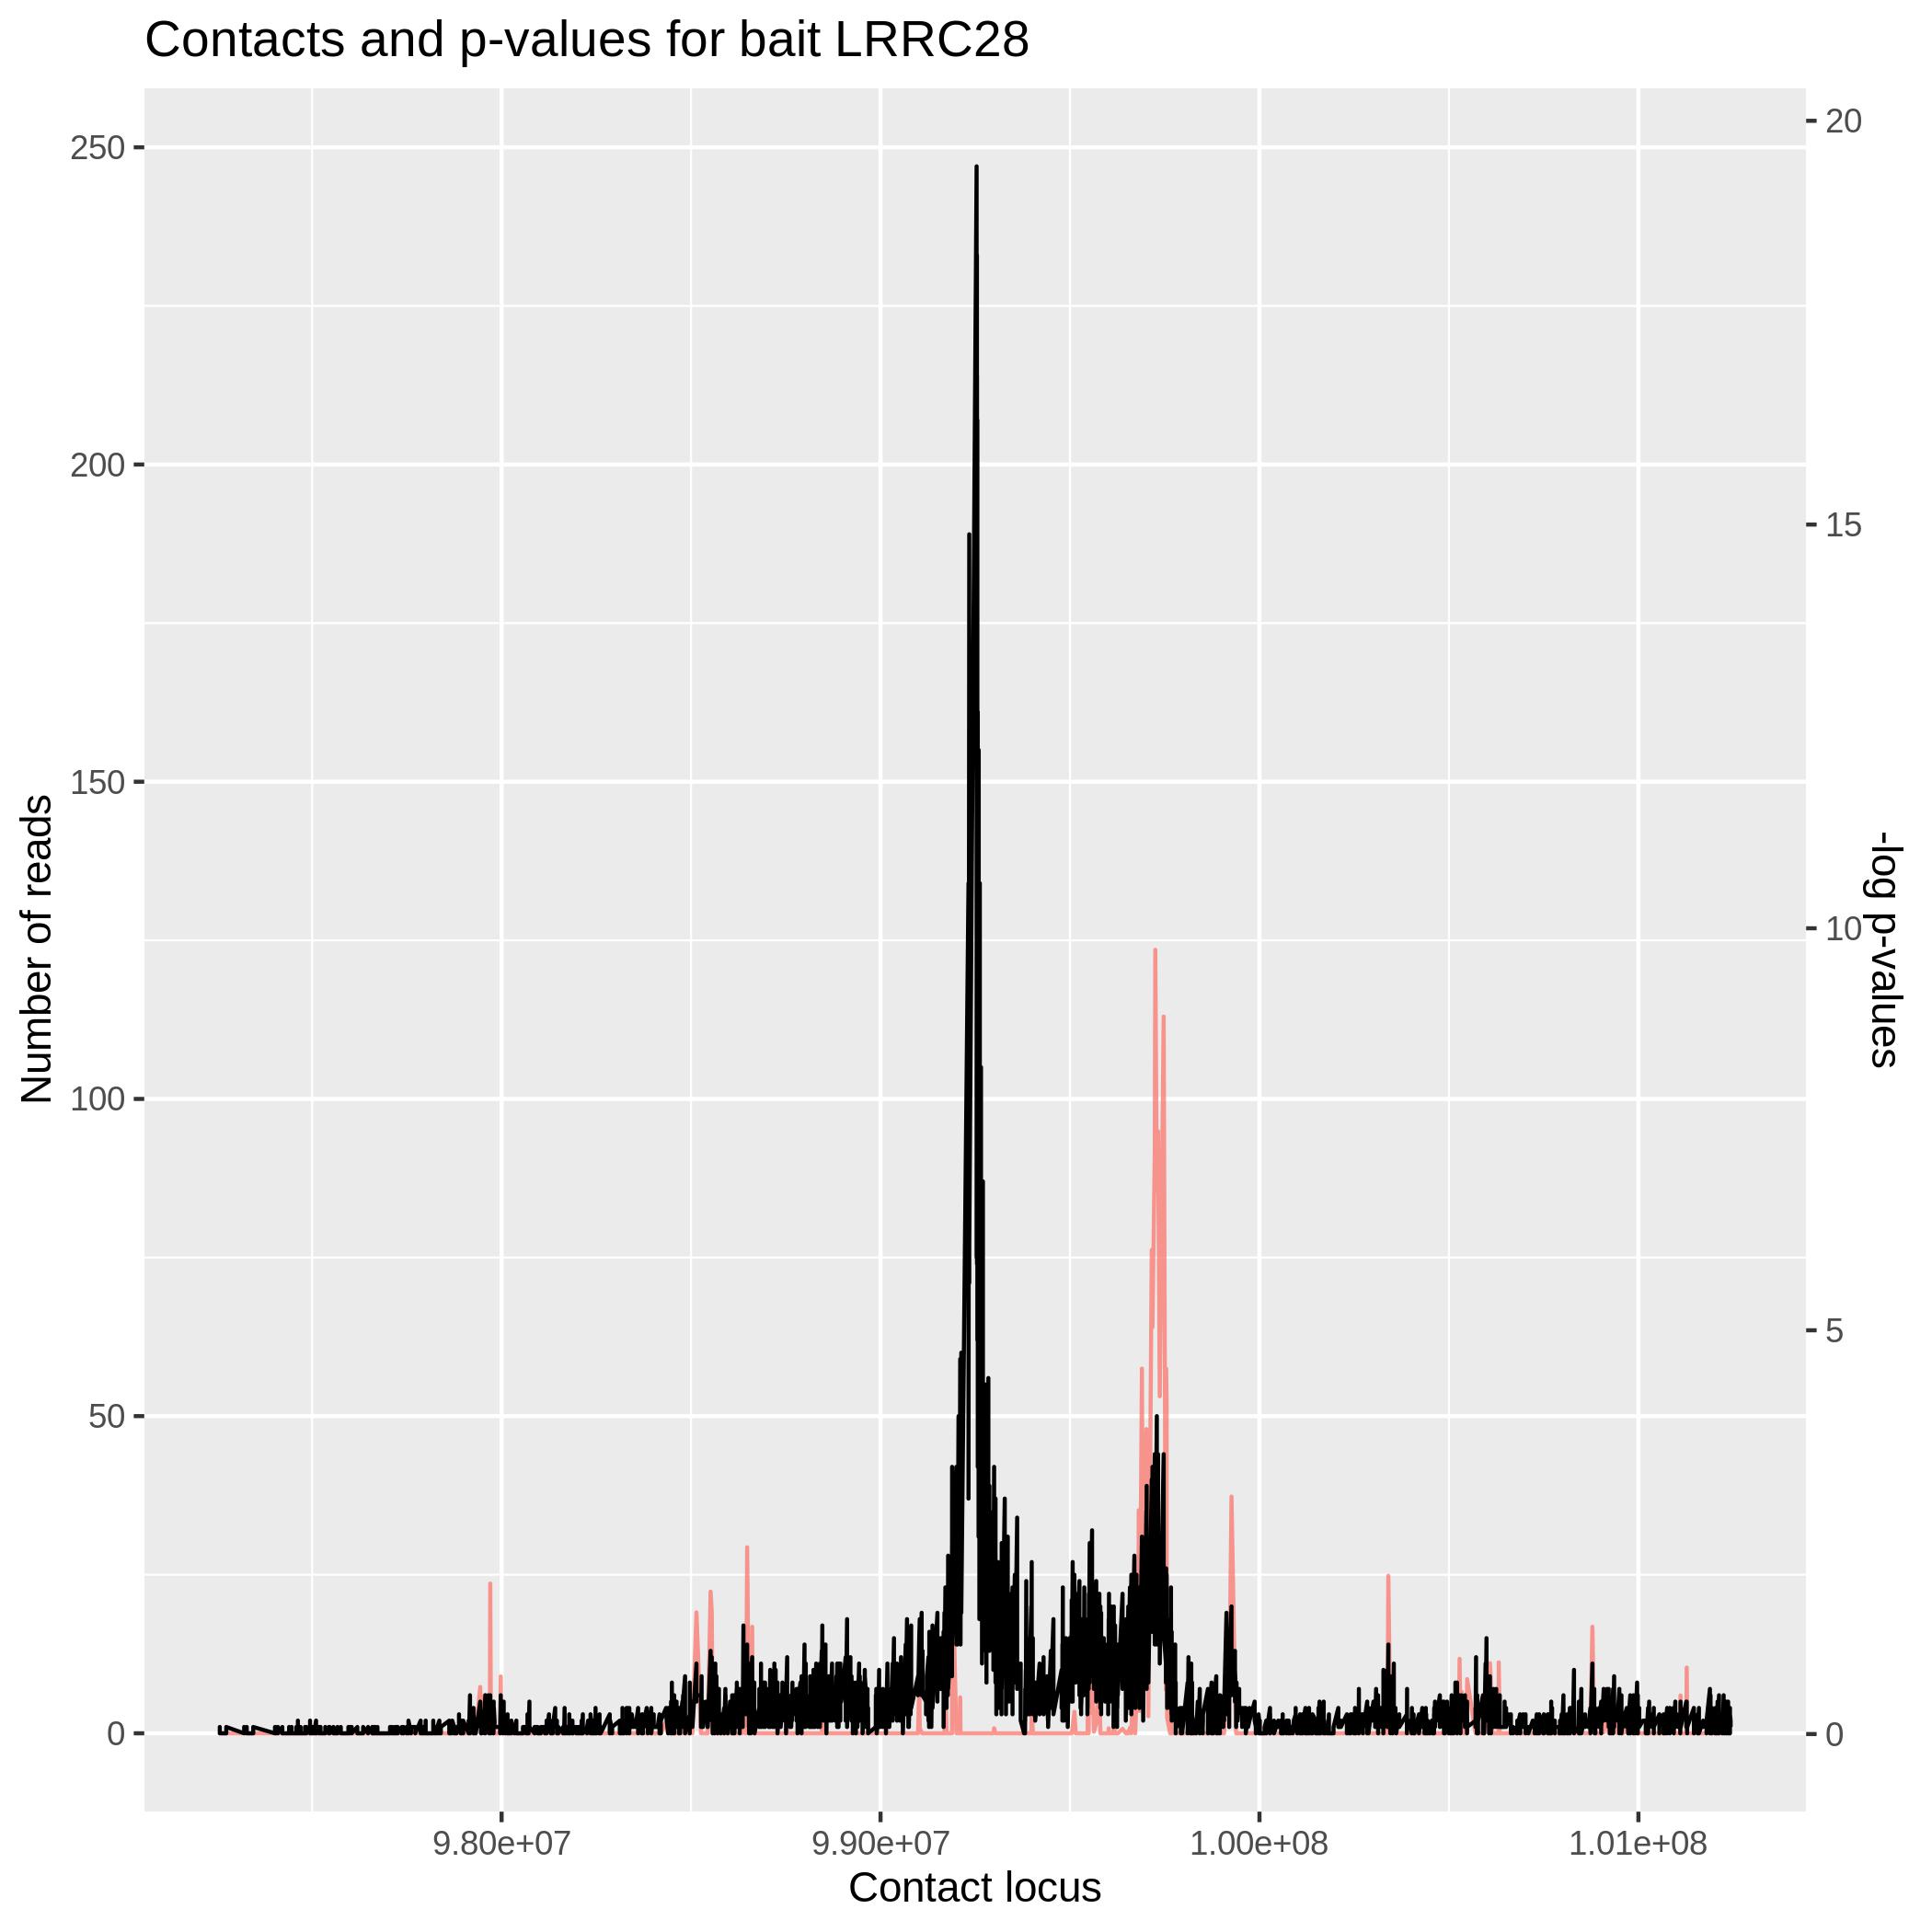 Contacts and p-values for bait LRRC28
250
200
150
100
50
0
Number of reads
20
15
10
5
0
-log p-values
9.80e+07
9.90e+07
1.00e+08
1.01e+08
Contact locus